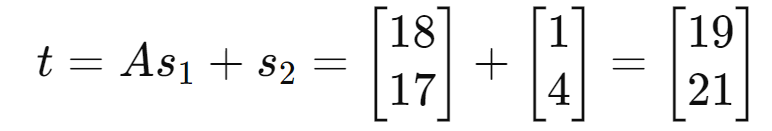 t = As₁ + s₂ = [18 17] + [1 4] = [19 21]